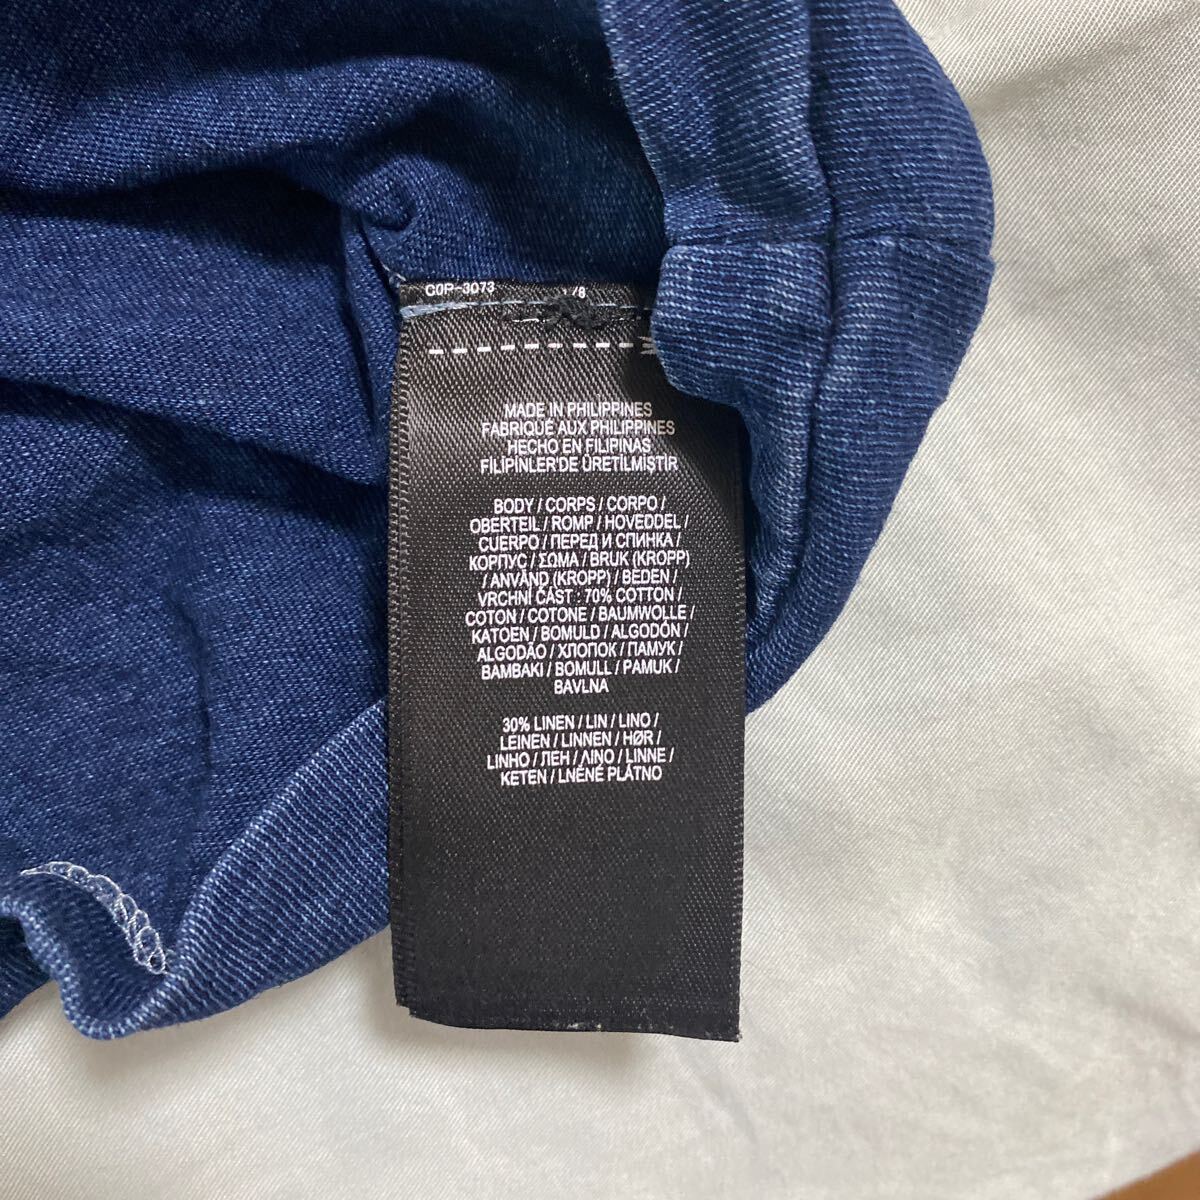 COP-3073 1/8
MADE IN PHILIPPINES
FABRIQUÉ AUX PHILIPPINES
HECHO EN FILIPINAS
FILIPINLER'DE ÜRETİLMİŞTİR
BODY / CORPS / CORPO /
OBERTEIL / ROMP / HOVEDDEL /
CUERPO / ПЕРЕД И СПИНКА /
КОРПУС / ΣΩΜΑ / BRUK (KROPP)
/ ANVÄND (KROPP) / BEDEN /
VRCHNÍ ČÁST : 70% COTTON /
COTON / COTONE / BAUMWOLLE /
KATOEN / BOMULD / ALGODÓN /
ALGODÃO / ХЛОПОК / ПАМУК /
ΒΑΜΒΑΚΙ / BOMULL / PAMUK /
BAVLNA
30% LINEN / LIN / LINO /
LEINEN / LINNEN / HØR /
LINHO / ЛЕН / ΛΙΝΟ / LINNE /
KETEN / LNĚNÉ PLÁTNO